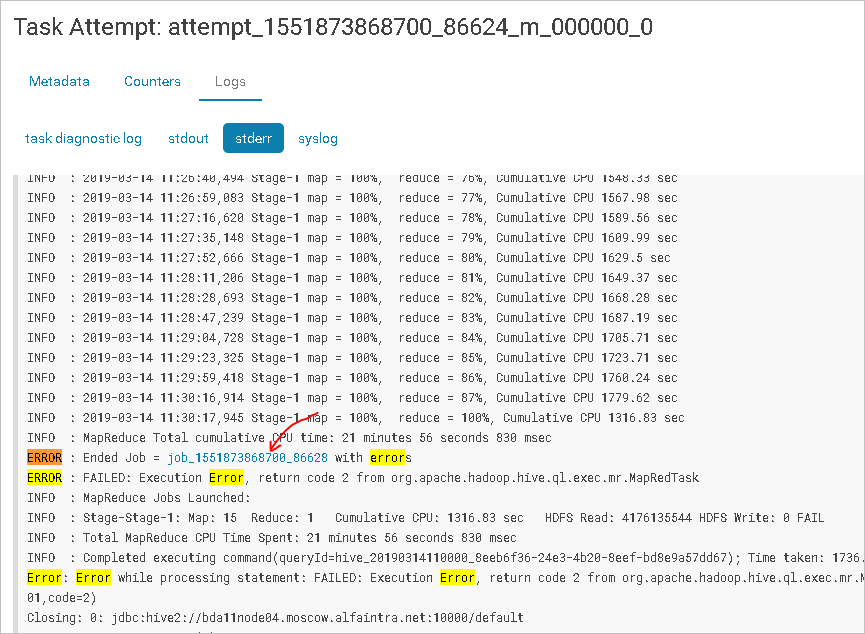 Task Attempt: attempt_1551873868700_86624_m_000000_0
Metadata Counters Logs
task diagnostic log stdout stderr syslog
INFO : 2019-03-14 11:26:40,494 Stage-1 map = 100%, reduce = 76%, Cumulative CPU 1548.33 sec
INFO : 2019-03-14 11:26:59,083 Stage-1 map = 100%, reduce = 77%, Cumulative CPU 1567.98 sec
INFO : 2019-03-14 11:27:16,620 Stage-1 map = 100%, reduce = 78%, Cumulative CPU 1589.56 sec
INFO : 2019-03-14 11:27:35,148 Stage-1 map = 100%, reduce = 79%, Cumulative CPU 1609.99 sec
INFO : 2019-03-14 11:27:52,666 Stage-1 map = 100%, reduce = 80%, Cumulative CPU 1629.5 sec
INFO : 2019-03-14 11:28:11,206 Stage-1 map = 100%, reduce = 81%, Cumulative CPU 1649.37 sec
INFO : 2019-03-14 11:28:28,693 Stage-1 map = 100%, reduce = 82%, Cumulative CPU 1668.28 sec
INFO : 2019-03-14 11:28:47,239 Stage-1 map = 100%, reduce = 83%, Cumulative CPU 1687.19 sec
INFO : 2019-03-14 11:29:04,728 Stage-1 map = 100%, reduce = 84%, Cumulative CPU 1705.71 sec
INFO : 2019-03-14 11:29:23,325 Stage-1 map = 100%, reduce = 85%, Cumulative CPU 1723.71 sec
INFO : 2019-03-14 11:29:59,418 Stage-1 map = 100%, reduce = 86%, Cumulative CPU 1760.24 sec
INFO : 2019-03-14 11:30:16,914 Stage-1 map = 100%, reduce = 87%, Cumulative CPU 1779.62 sec
INFO : 2019-03-14 11:30:17,945 Stage-1 map = 100%, reduce = 100%, Cumulative CPU 1316.83 sec
INFO : MapReduce Total cumulative CPU time: 21 minutes 56 seconds 830 msec
ERROR : Ended Job = job_1551873868700_86628 with errors
ERROR : FAILED: Execution Error, return code 2 from org.apache.hadoop.hive.ql.exec.mr.MapRedTask
INFO : MapReduce Jobs Launched:
INFO : Stage-Stage-1: Map: 15 Reduce: 1 Cumulative CPU: 1316.83 sec HDFS Read: 4176135544 HDFS Write: 0 FAIL
INFO : Total MapReduce CPU Time Spent: 21 minutes 56 seconds 830 msec
INFO : Completed executing command(queryId=hive_20190314110000_8eeb6f36-24e3-4b20-8eef-bd8e9a57dd67); Time taken: 1736.
Error: Error while processing statement: FAILED: Execution Error, return code 2 from org.apache.hadoop.hive.ql.exec.mr.
01,code=2)
Closing: 0: jdbc:hive2://bda11node04.moscow.alfaintra.net:10000/default